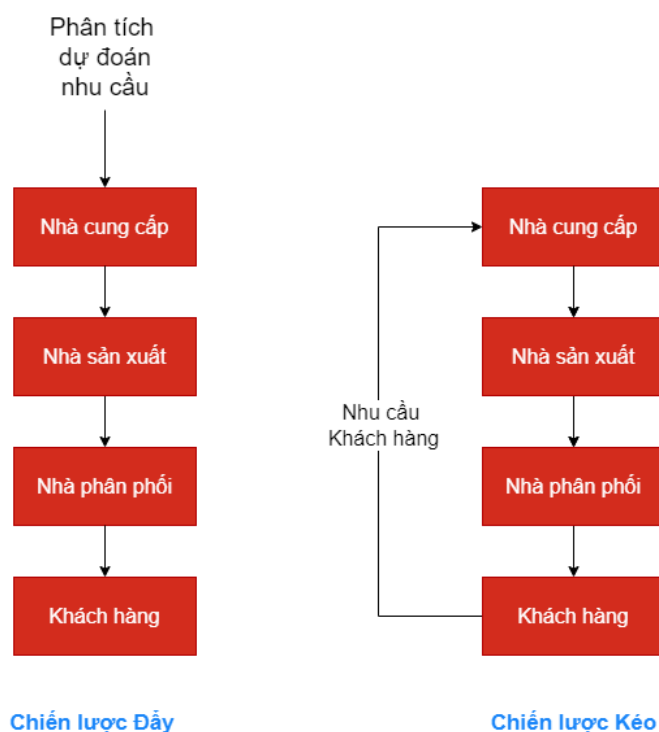 Phân tích
dự đoán
nhu cầu
Nhà cung cấp
Nhà sản xuất
Nhà phân phối
Khách hàng
Chiến lược Đẩy
Nhà cung cấp
Nhà sản xuất
Nhu cầu
Khách hàng
Nhà phân phối
Khách hàng
Chiến lược Kéo